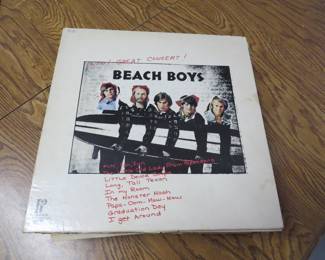 ! GREAT CONCERT!
BEACH BOYS
Little Deuce
Long, Tall Texan
In my Room
The Monster Mash
Papa-Oom-Mow-Mow
Graduation Day
I get Around